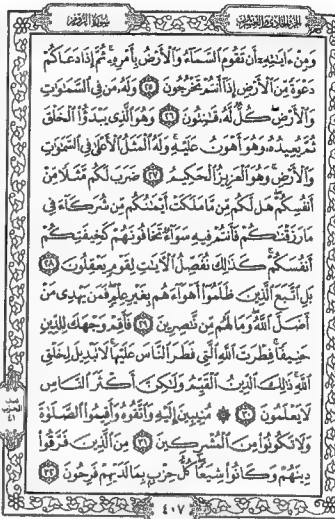 الجزء الحادي والعشرون
سورة الروم
وَمِنْ ءَايَـٰتِهِۦٓ أَن تَقُومَ ٱلسَّمَآءُ وَٱلْأَرْضُ بِأَمْرِهِۦ ۚ ثُمَّ إِذَا دَعَاكُمْ
دَعْوَةً مِّنَ ٱلْأَرْضِ إِذَآ أَنتُمْ تَخْرُجُونَ ٢٥ وَلَهُۥ مَن فِى ٱلسَّمَـٰوَٰتِ
وَٱلْأَرْضِ ۖ كُلٌّ لَّهُۥ قَـٰنِتُونَ ٢٦ وَهُوَ ٱلَّذِى يَبْدَؤُا۟ ٱلْخَلْقَ
ثُمَّ يُعِيدُهُۥ وَهُوَ أَهْوَنُ عَلَيْهِ ۚ وَلَهُ ٱلْمَثَلُ ٱلْأَعْلَىٰ فِى ٱلسَّمَـٰوَٰتِ
وَٱلْأَرْضِ ۚ وَهُوَ ٱلْعَزِيزُ ٱلْحَكِيمُ ٢٧ ضَرَبَ لَكُم مَّثَلًا مِّنْ
أَنفُسِكُمْ ۖ هَل لَّكُم مِّن مَّا مَلَكَتْ أَيْمَـٰنُكُم مِّن شُرَكَآءَ فِى
مَا رَزَقْنَـٰكُمْ فَأَنتُمْ فِيهِ سَوَآءٌ تَخَافُونَهُمْ كَخِيفَتِكُمْ
أَنفُسَكُمْ ۚ كَذَٰلِكَ نُفَصِّلُ ٱلْـَٔايَـٰتِ لِقَوْمٍ يَعْقِلُونَ ٢٨
بَلِ ٱتَّبَعَ ٱلَّذِينَ ظَلَمُوٓا۟ أَهْوَآءَهُم بِغَيْرِ عِلْمٍ ۖ فَمَن يَهْدِى مَنْ
أَضَلَّ ٱللَّهُ ۖ وَمَا لَهُم مِّن نَّـٰصِرِينَ ٢٩ فَأَقِمْ وَجْهَكَ لِلدِّينِ
حَنِيفًا ۚ فِطْرَتَ ٱللَّهِ ٱلَّتِى فَطَرَ ٱلنَّاسَ عَلَيْهَا ۚ لَا تَبْدِيلَ لِخَلْقِ
ٱللَّهِ ۚ ذَٰلِكَ ٱلدِّينُ ٱلْقَيِّمُ وَلَـٰكِنَّ أَكْثَرَ ٱلنَّاسِ
لَا يَعْلَمُونَ ٣٠ ۞ مُنِيبِينَ إِلَيْهِ وَٱتَّقُوهُ وَأَقِيمُوا۟ ٱلصَّلَوٰةَ
وَلَا تَكُونُوا۟ مِنَ ٱلْمُشْرِكِينَ ٣١ مِنَ ٱلَّذِينَ فَرَّقُوا۟
دِينَهُمْ وَكَانُوا۟ شِيَعًا ۖ كُلُّ حِزْبٍۭ بِمَا لَدَيْهِمْ فَرِحُونَ ٣٢
٤٠٧